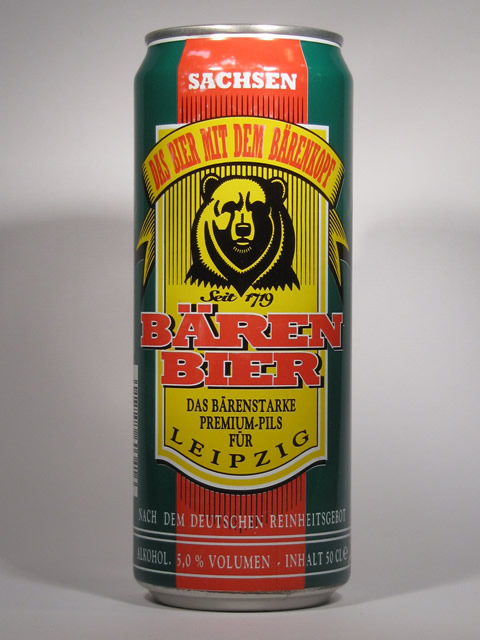 SACHSEN
DAS BIER MIT DEM BÄRENKOPF
Seit 1719
BÄREN
BIER
DAS BÄRENSTARKE
PREMIUM-PILS
FÜR
LEIPZIG
NACH DEM DEUTSCHEN REINHEITSGEBOT
ALKOHOL. 5,0 % VOLUMEN - INHALT 50 CL e